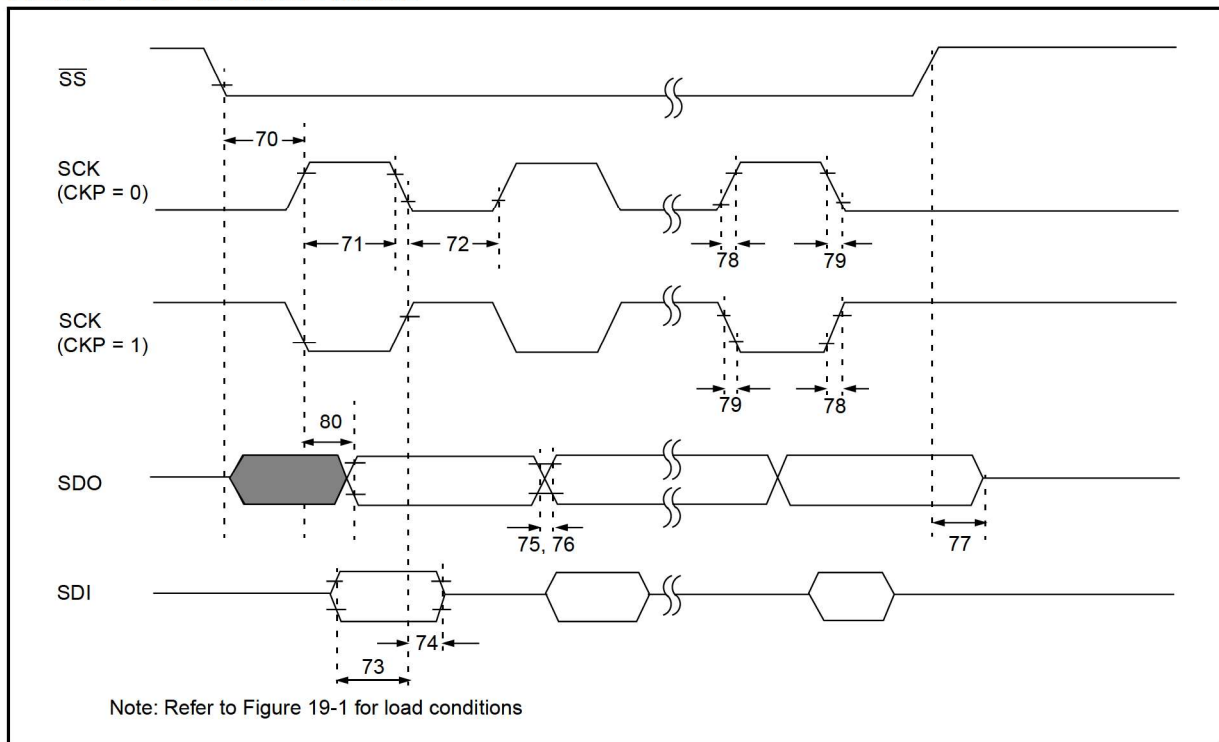 SS
70
SCK
(CKP = 0)
71
72
78
79
SCK
(CKP = 1)
79
78
80
SDO
75, 76
77
SDI
74
73
Note: Refer to Figure 19-1 for load conditions